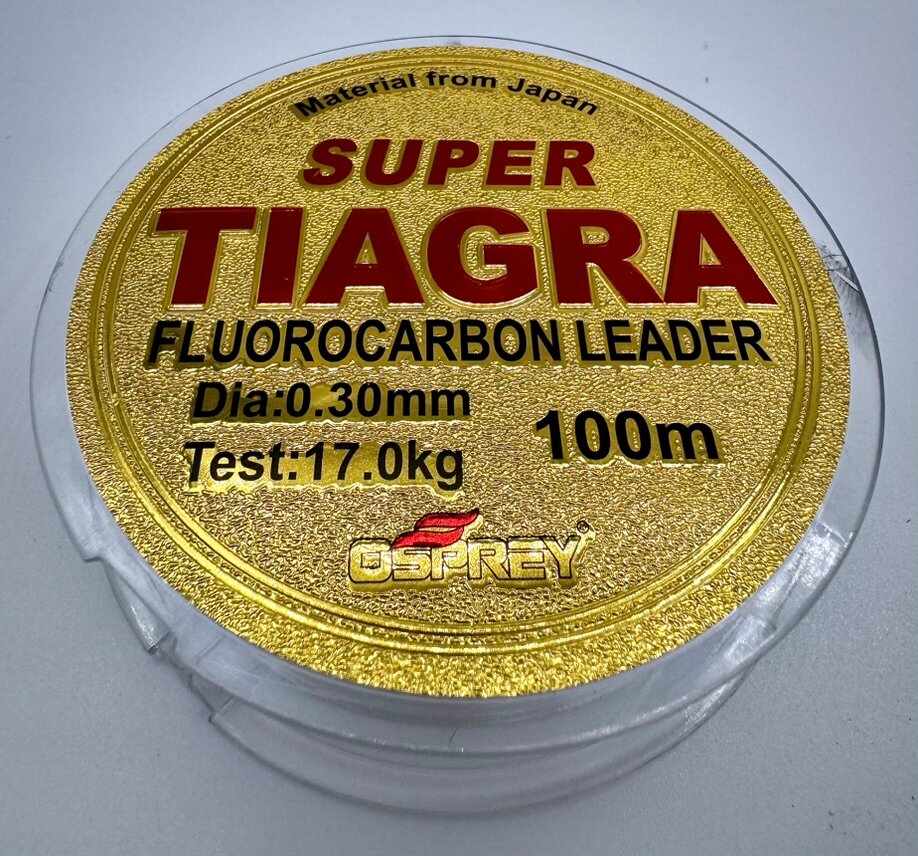 Material from Japan
SUPER
TIAGRA
FLUOROCARBON LEADER
Dia:0.30mm
Test:17.0kg
100m
OSPREY®